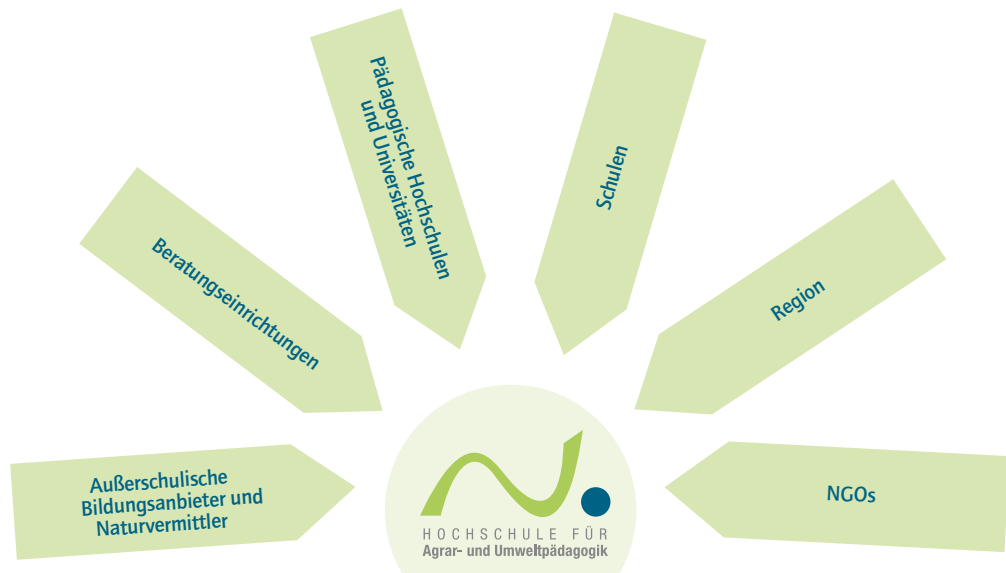 Außerschulische
Bildungsanbieter und
Naturvermittler
Beratungseinrichtungen
Pädagogische Hochschulen
und Universitäten
Schulen
Region
NGOs
HOCHSCHULE FÜR
Agrar- und Umweltpädagogik